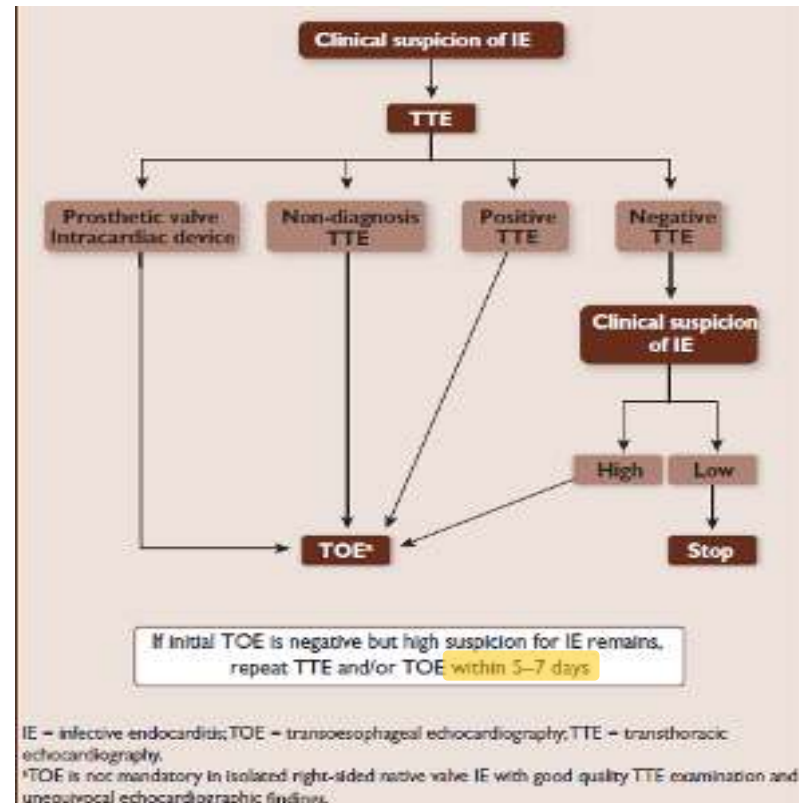 Clinical suspicion of IE
TTE
Prosthetic valve
Intracardiac device
Non-diagnosis
TTE
Positive
TTE
Negative
TTE
Clinical suspicion
of IE
High
Low
TOEª
Stop
If initial TOE is negative but high suspicion for IE remains,
repeat TTE and/or TOE within 5–7 days
IE = infective endocarditis; TOE = transoesophageal echocardiography; TTE = transthoracic
echocardiography.
ªTOE is not mandatory in isolated right-sided native valve IE with good quality TTE examination and
unequivocal echocardiographic findings.